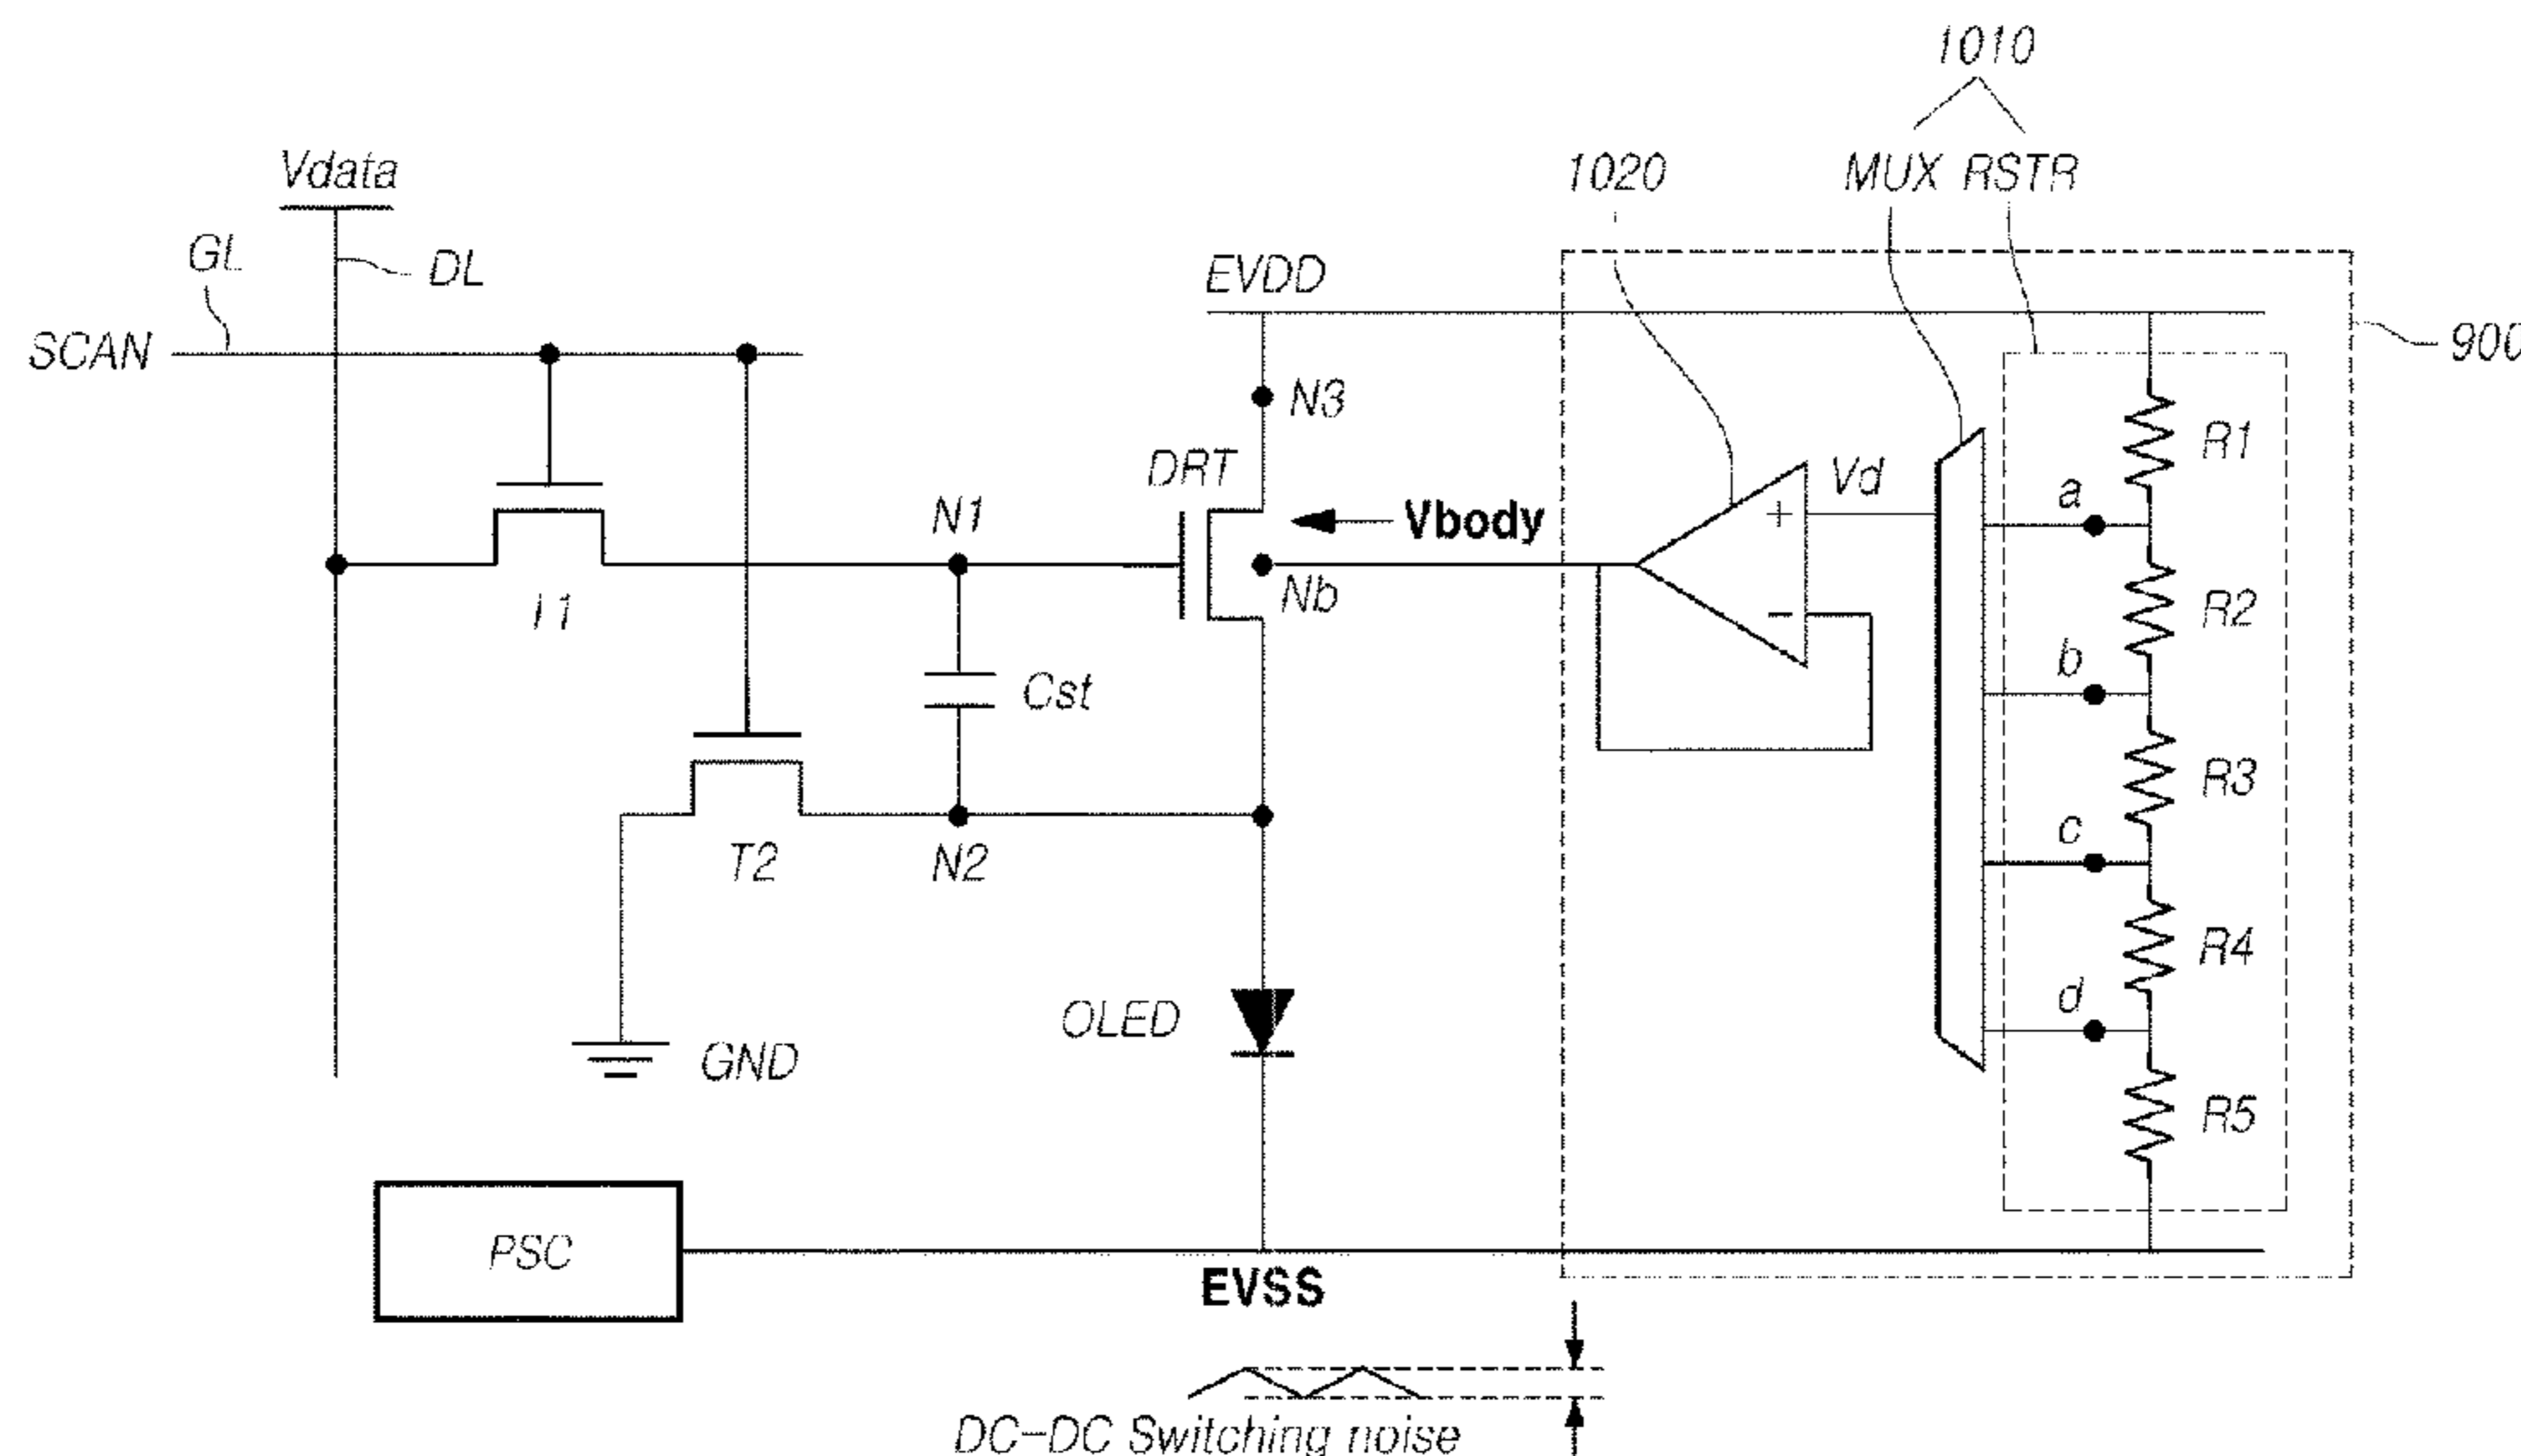 1010
Vdata
1020
MUX RSTR
GL
DL
EVDD
SCAN
900
N3
R1
DRT
Vd
a
N1
+
Vbody
Nb
R2
T1
−
b
Cst
R3
c
T2
N2
R4
d
OLED
GND
R5
PSC
EVSS
DC-DC Switching noise